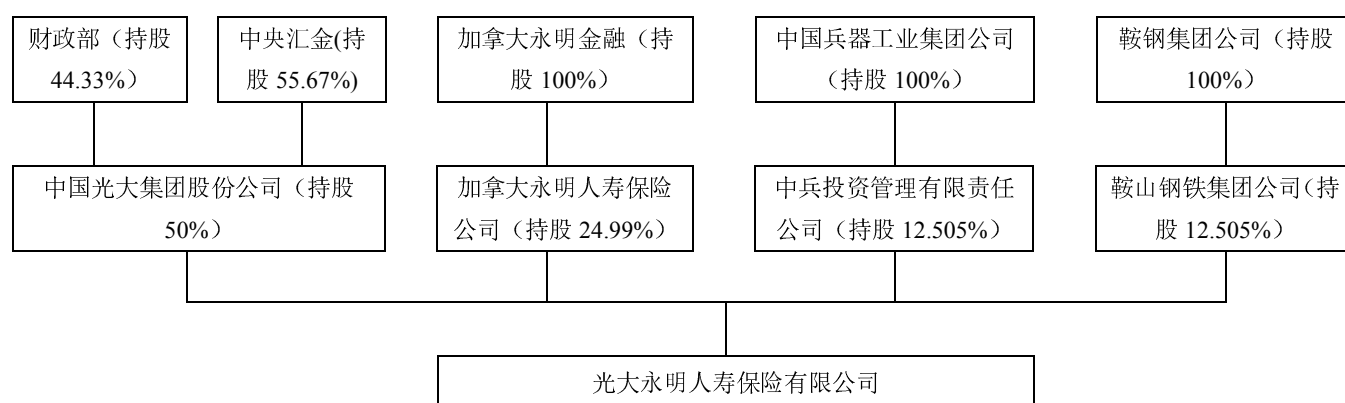 财政部（持股
44.33%）
中央汇金(持
股 55.67%)
加拿大永明金融（持
股 100%）
中国兵器工业集团公司
（持股 100%）
鞍钢集团公司（持股
100%）
中国光大集团股份公司（持股
50%）
加拿大永明人寿保险
公司（持股 24.99%）
中兵投资管理有限责任
公司（持股 12.505%）
鞍山钢铁集团公司（持
股 12.505%）
光大永明人寿保险有限公司